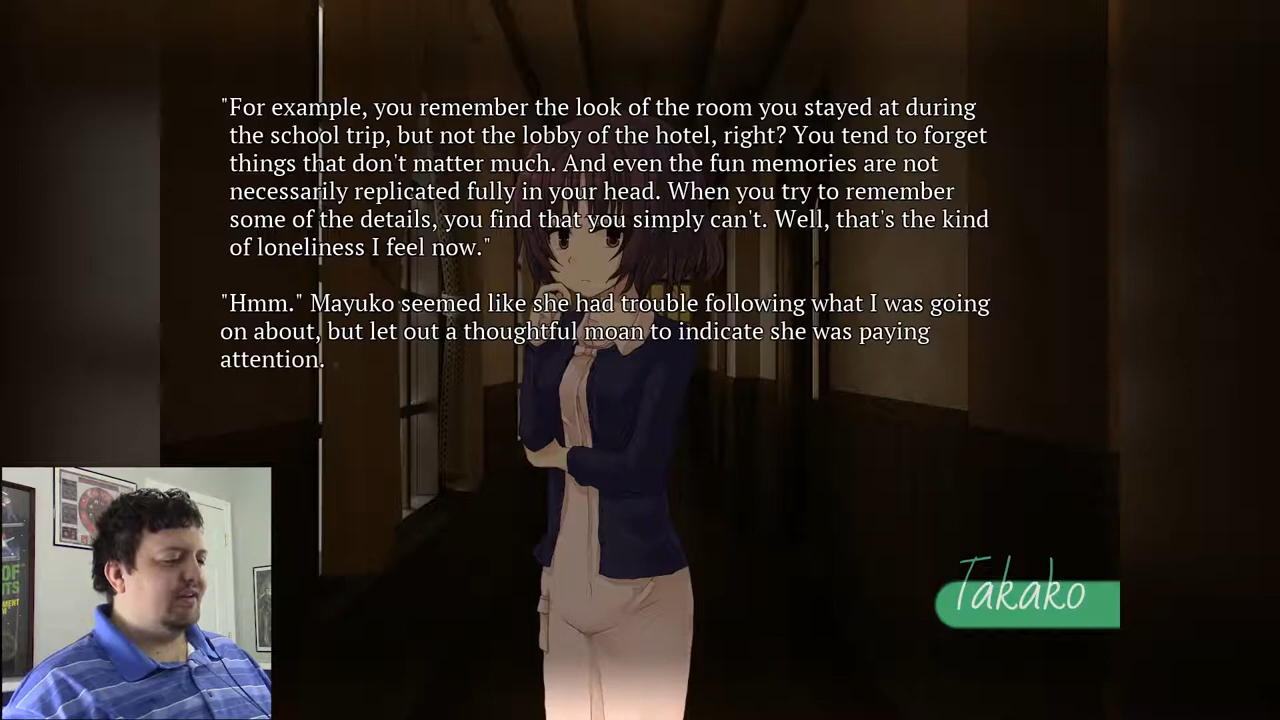 "For example, you remember the look of the room you stayed at during
the school trip, but not the lobby of the hotel, right? You tend to forget
things that don't matter much. And even the fun memories are not
necessarily replicated fully in your head. When you try to remember
some of the details, you find that you simply can't. Well, that's the kind
of loneliness I feel now."
"Hmm." Mayuko seemed like she had trouble following what I was going
on about, but let out a thoughtful moan to indicate she was paying
attention.
Takako
OF